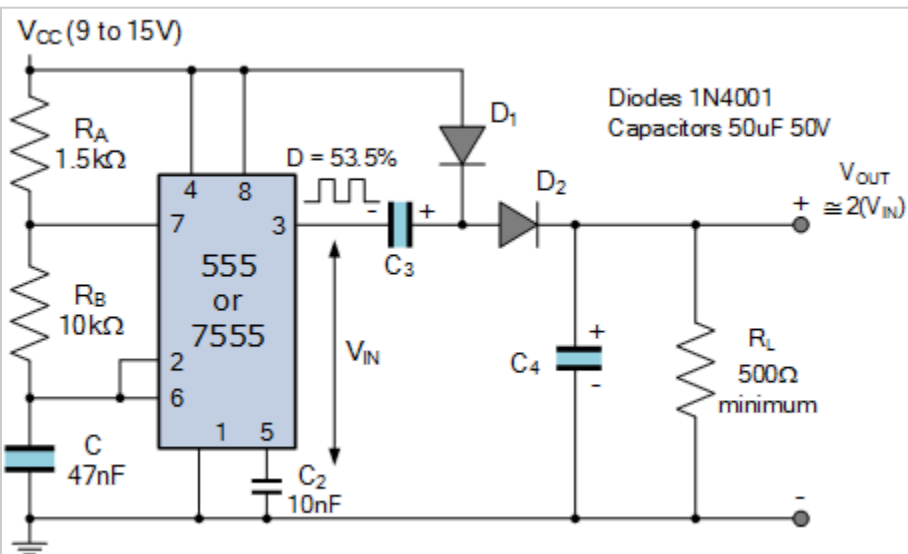 VCC (9 to 15V)
RA
1.5kΩ
D = 53.5%
D1
Diodes 1N4001
Capacitors 50uF 50V
4 8
D2
VOUT
≅2(VIN)
+
7
3
- +
C3
555
or
7555
RB
10kΩ
VIN
2
6
C4
+
-
RL
500Ω
minimum
1 5
C
47nF
C2
10nF
-